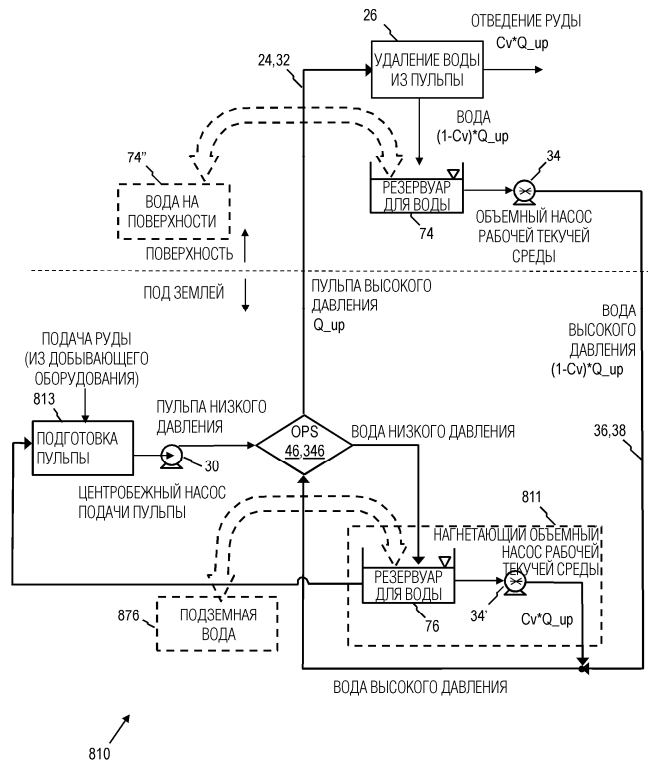 26
ОТВЕДЕНИЕ РУДЫ
Cv*Q_up
24,32
УДАЛЕНИЕ ВОДЫ
ИЗ ПУЛЬПЫ
ВОДА
(1-Cv)*Q_up
74”
34
ВОДА НА
ПОВЕРХНОСТИ
РЕЗЕРВУАР
ДЛЯ ВОДЫ
74
ОБЪЕМНЫЙ НАСОС
РАБОЧЕЙ ТЕКУЧЕЙ
СРЕДЫ
ПОВЕРХНОСТЬ
ПОД ЗЕМЛЕЙ
ПУЛЬПА ВЫСОКОГО
ДАВЛЕНИЯ
Q_up
ВОДА
ВЫСОКОГО
ДАВЛЕНИЯ
(1-Cv)*Q_up
ПОДАЧА РУДЫ
(ИЗ ДОБЫВАЮЩЕГО
ОБОРУДОВАНИЯ)
813
ПУЛЬПА НИЗКОГО
ДАВЛЕНИЯ
ПОДГОТОВКА
ПУЛЬПЫ
30
OPS
46,346
ВОДА НИЗКОГО ДАВЛЕНИЯ
36,38
ЦЕНТРОБЕЖНЫЙ НАСОС
ПОДАЧИ ПУЛЬПЫ
811
НАГНЕТАЮЩИЙ ОБЪЕМНЫЙ
НАСОС РАБОЧЕЙ
ТЕКУЧЕЙ СРЕДЫ
РЕЗЕРВУАР
ДЛЯ ВОДЫ
76
34’
Cv*Q_up
876
ПОДЗЕМНАЯ
ВОДА
ВОДА ВЫСОКОГО ДАВЛЕНИЯ
810